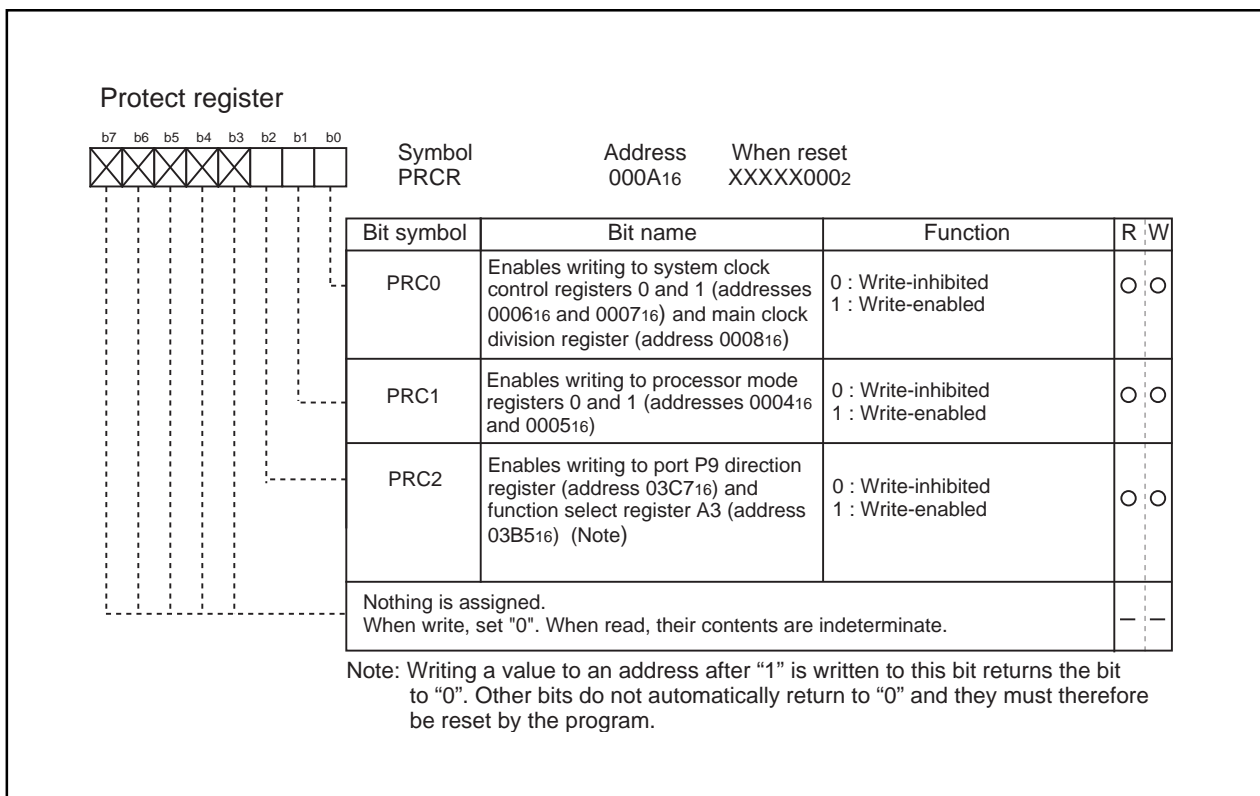 Protect register
b7 b6 b5 b4 b3 b2 b1 b0
Symbol Address When reset
PRCR 000A16 XXXXX0002
Bit symbol Bit name Function R W
PRC0
Enables writing to system clock
control registers 0 and 1 (addresses
000616 and 000716) and main clock
division register (address 000816)
0 : Write-inhibited
1 : Write-enabled
PRC1
Enables writing to processor mode
registers 0 and 1 (addresses 000416
and 000516)
0 : Write-inhibited
1 : Write-enabled
PRC2
Enables writing to port P9 direction
register (address 03C716) and
function select register A3 (address
03B516) (Note)
0 : Write-inhibited
1 : Write-enabled
Nothing is assigned.
When write, set "0". When read, their contents are indeterminate.
Note: Writing a value to an address after “1” is written to this bit returns the bit
to “0”. Other bits do not automatically return to “0” and they must therefore
be reset by the program.